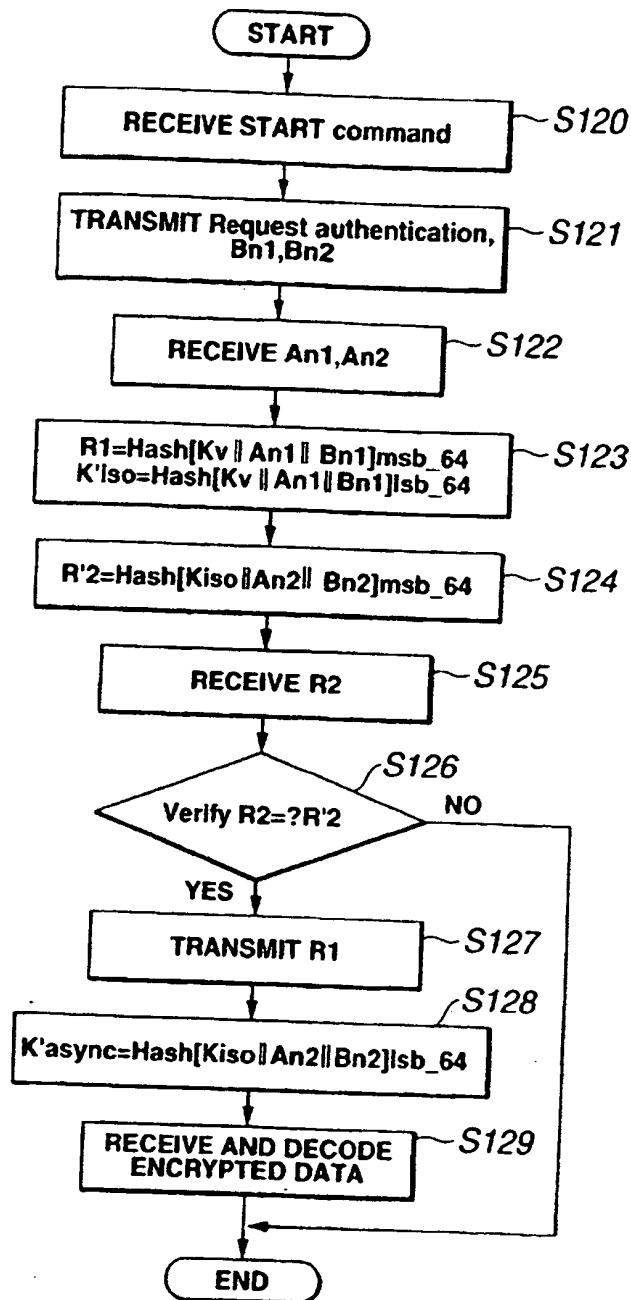 START
RECEIVE START command
S120
TRANSMIT Request authentication,
Bn1,Bn2
S121
RECEIVE An1,An2
S122
R1=Hash[Kv || An1 || Bn1]msb_64
K'iso=Hash[Kv || An1||Bn1]lsb_64
S123
R'2=Hash[Kiso||An2|| Bn2]msb_64
S124
RECEIVE R2
S125
S126
Verify R2=?R'2
NO
YES
TRANSMIT R1
S127
S128
K'async=Hash[Kiso||An2||Bn2]lsb_64
RECEIVE AND DECODE
ENCRYPTED DATA
S129
END